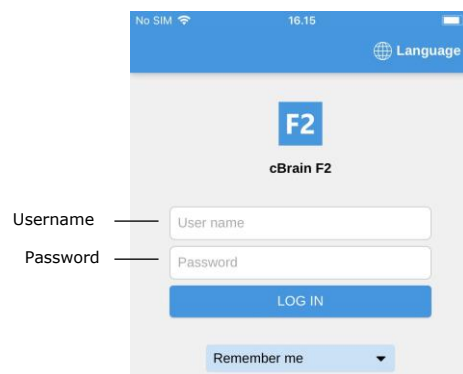 No SIM 16.15
Language
F2
cBrain F2
Username User name
Password Password
LOG IN
Remember me